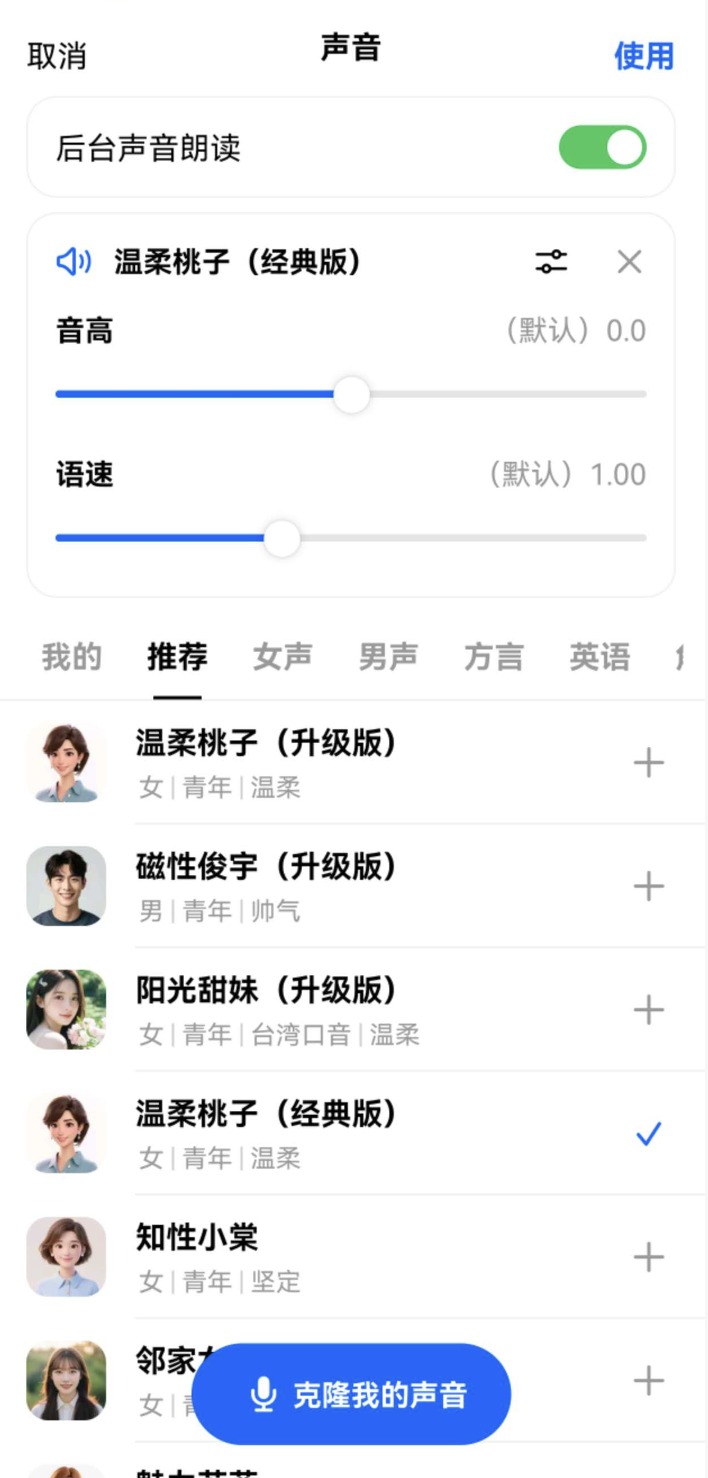 取消 声音 使用
后台声音朗读
温柔桃子（经典版）
音高 （默认）0.0
语速 （默认）1.00
我的 推荐 女声 男声 方言 英语
温柔桃子（升级版）
女 | 青年 | 温柔
磁性俊宇（升级版）
男 | 青年 | 帅气
阳光甜妹（升级版）
女 | 青年 | 台湾口音 | 温柔
温柔桃子（经典版）
女 | 青年 | 温柔
知性小棠
女 | 青年 | 坚定
邻家
女 |
克隆我的声音